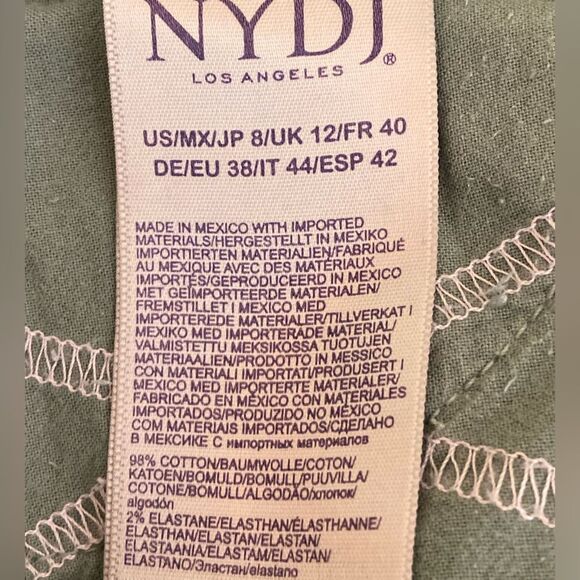 NYDJ®
LOS ANGELES
US/MX/JP 8/UK 12/FR 40
DE/EU 38/IT 44/ESP 42
MADE IN MEXICO WITH IMPORTED
MATERIALS/HERGESTELLT IN MEXIKO
IMPORTIERTEN MATERIALIEN/FABRIQUÉ
AU MEXIQUE AVEC DES MATÉRIAUX
IMPORTÉS/GEPRODUCEERD IN MEXICO
MET GEÏMPORTEERDE MATERIALEN/
FREMSTILLET I MEXICO MED
IMPORTEREDE MATERIALER/TILLVERKAT I
MEXIKO MED IMPORTERADE MATERIAL/
VALMISTETTU MEKSIKOSSA TUOTUJEN
MATERIAALIEN/PRODOTTO IN MESSICO
CON MATERIALI IMPORTATI/PRODUSERT I
MEXICO MED IMPORTERTE MATERIALER/
FABRICADO EN MÉXICO CON MATERIALES
IMPORTADOS/PRODUZIDO NO MÉXICO
COM MATERIAIS IMPORTADOS/СДЕЛАНО
В МЕКСИКЕ С импортных материалов
98% COTTON/BAUMWOLLE/COTON/
KATOEN/BOMULD/BOMULL/PUUVILLA/
COTONE/BOMULL/ALGODÃO/хлопок/
algodón
2% ELASTANE/ELASTHAN/ÉLASTHANNE/
ELASTHAN/ELASTAN/ELASTAN/
ELASTAANIA/ELASTAM/ELASTAN/
ELASTANO/Эластан/elastano